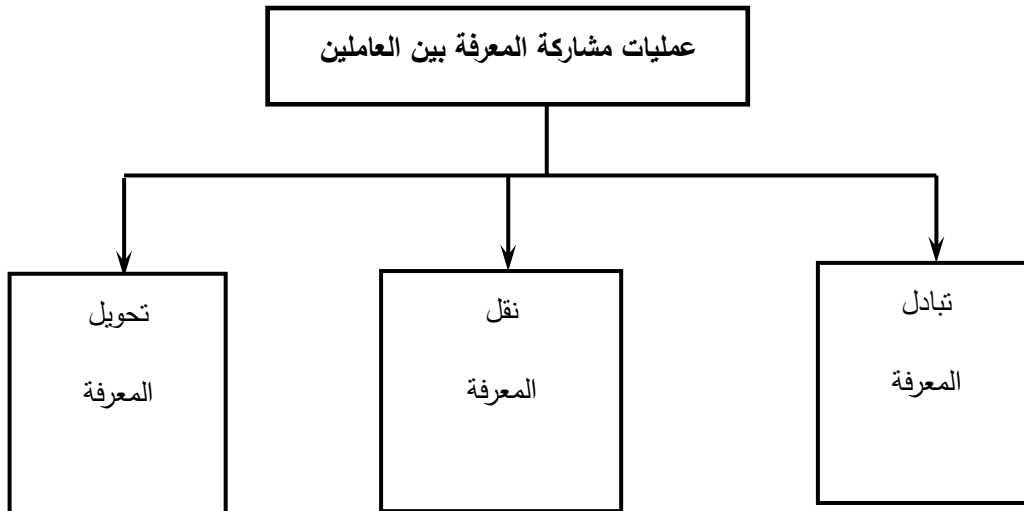 عمليات مشاركة المعرفة بين العاملين
تبادل
المعرفة
نقل
المعرفة
تحويل
المعرفة